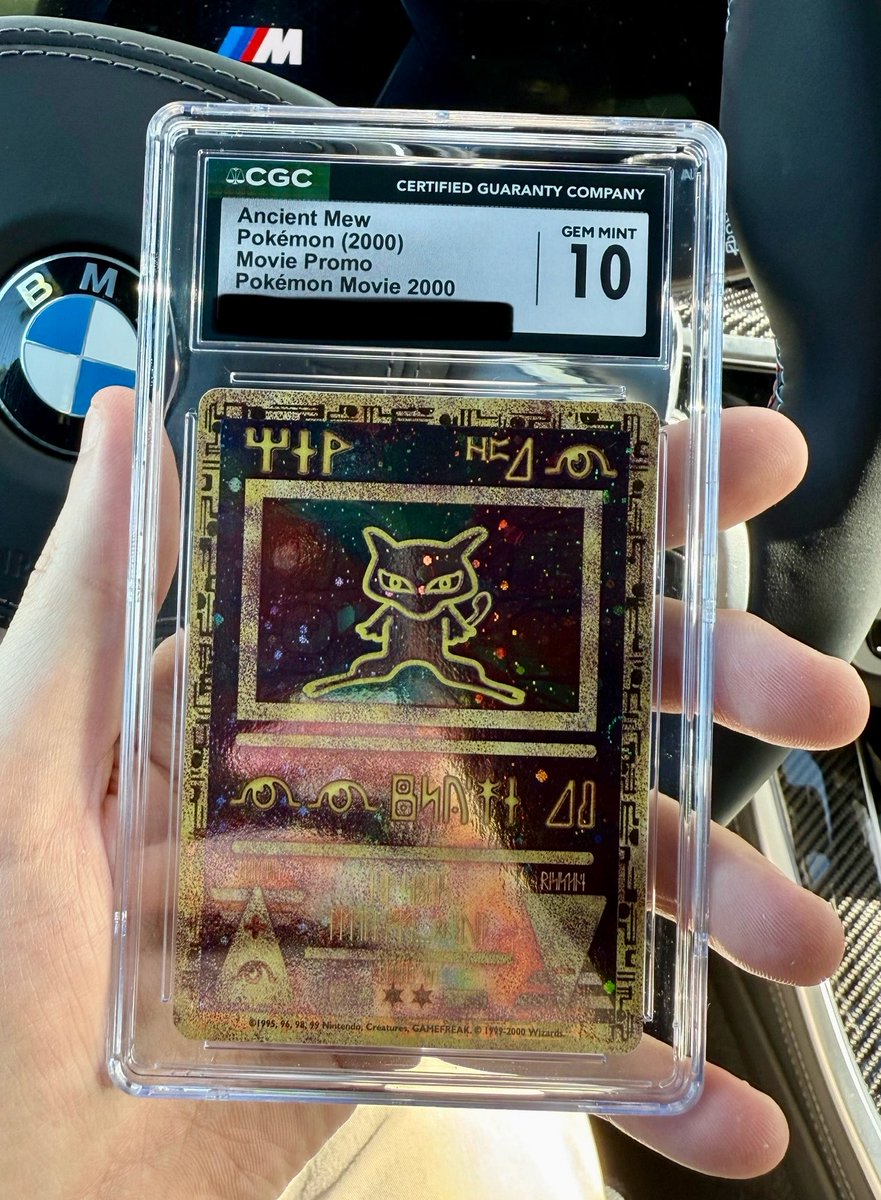 M
BM
CGC
CERTIFIED GUARANTY COMPANY
Ancient Mew
Pokémon (2000)
Movie Promo
Pokémon Movie 2000
GEM MINT
10
©1995, 96, 98, 99 Nintendo, Creatures, GAMEFREAK. © 1999-2000 Wizards.